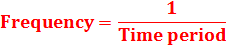 Frequency = 1 / Time period